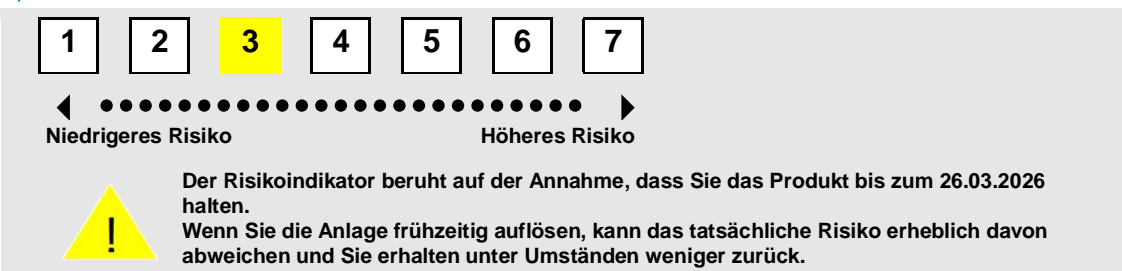 1 2 3 4 5 6 7
Niedrigeres Risiko Höheres Risiko
! Der Risikoindikator beruht auf der Annahme, dass Sie das Produkt bis zum 26.03.2026
halten.
Wenn Sie die Anlage frühzeitig auflösen, kann das tatsächliche Risiko erheblich davon
abweichen und Sie erhalten unter Umständen weniger zurück.